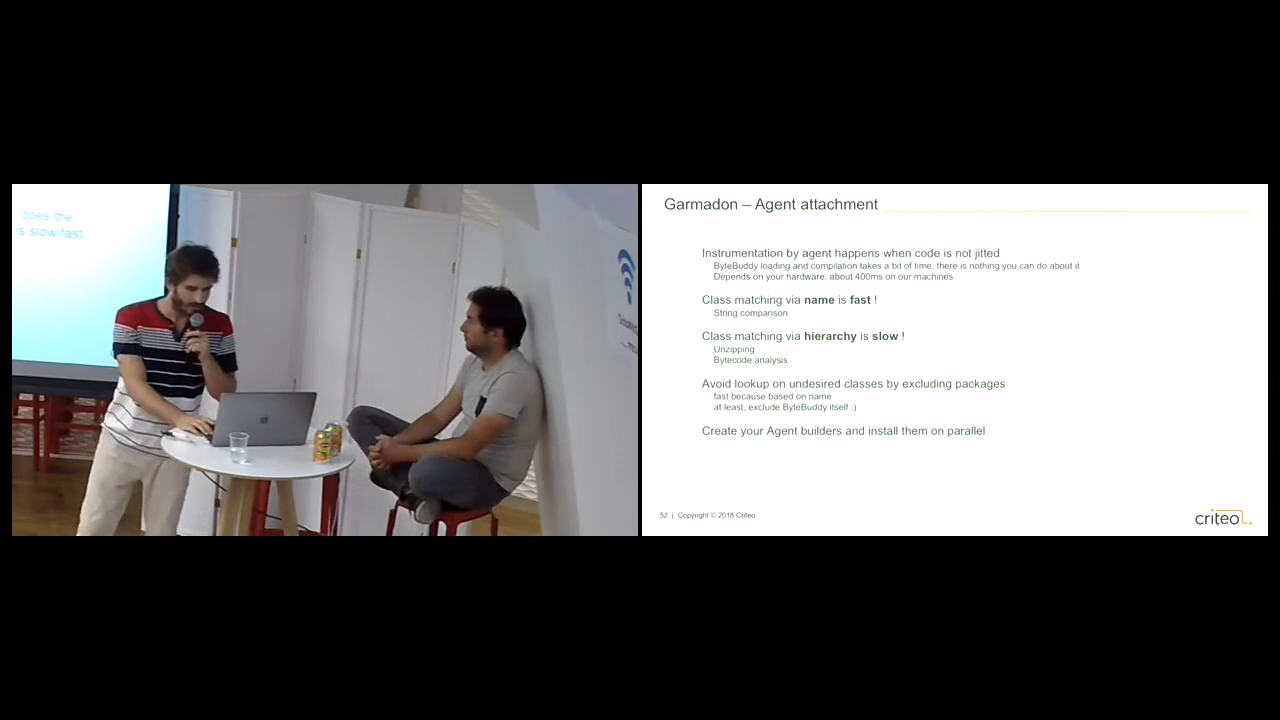 does the
is slow/fast
Garmadon – Agent attachment
Instrumentation by agent happens when code is not jitted
ByteBuddy loading and compilation takes a bit of time, there is nothing you can do about it
Depends on your hardware. about 400ms on our machines
Class matching via name is fast !
String comparison
Class matching via hierarchy is slow !
Unzipping
Bytecode analysis
Avoid lookup on undesired classes by excluding packages
fast because based on name
at least, exclude ByteBuddy itself :)
Create your Agent builders and install them on parallel
52 | Copyright © 2018 Criteo
criteo